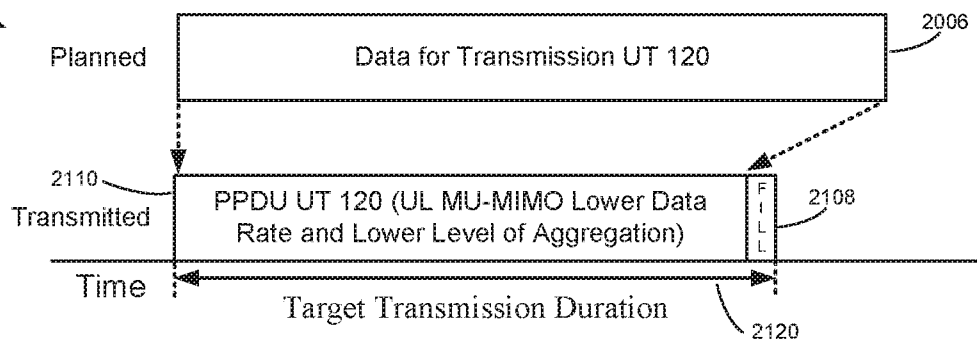 2006
Planned
Data for Transmission UT 120
2110
Transmitted
PPDU UT 120 (UL MU-MIMO Lower Data
Rate and Lower Level of Aggregation)
FILL
2108
Time
Target Transmission Duration
2120